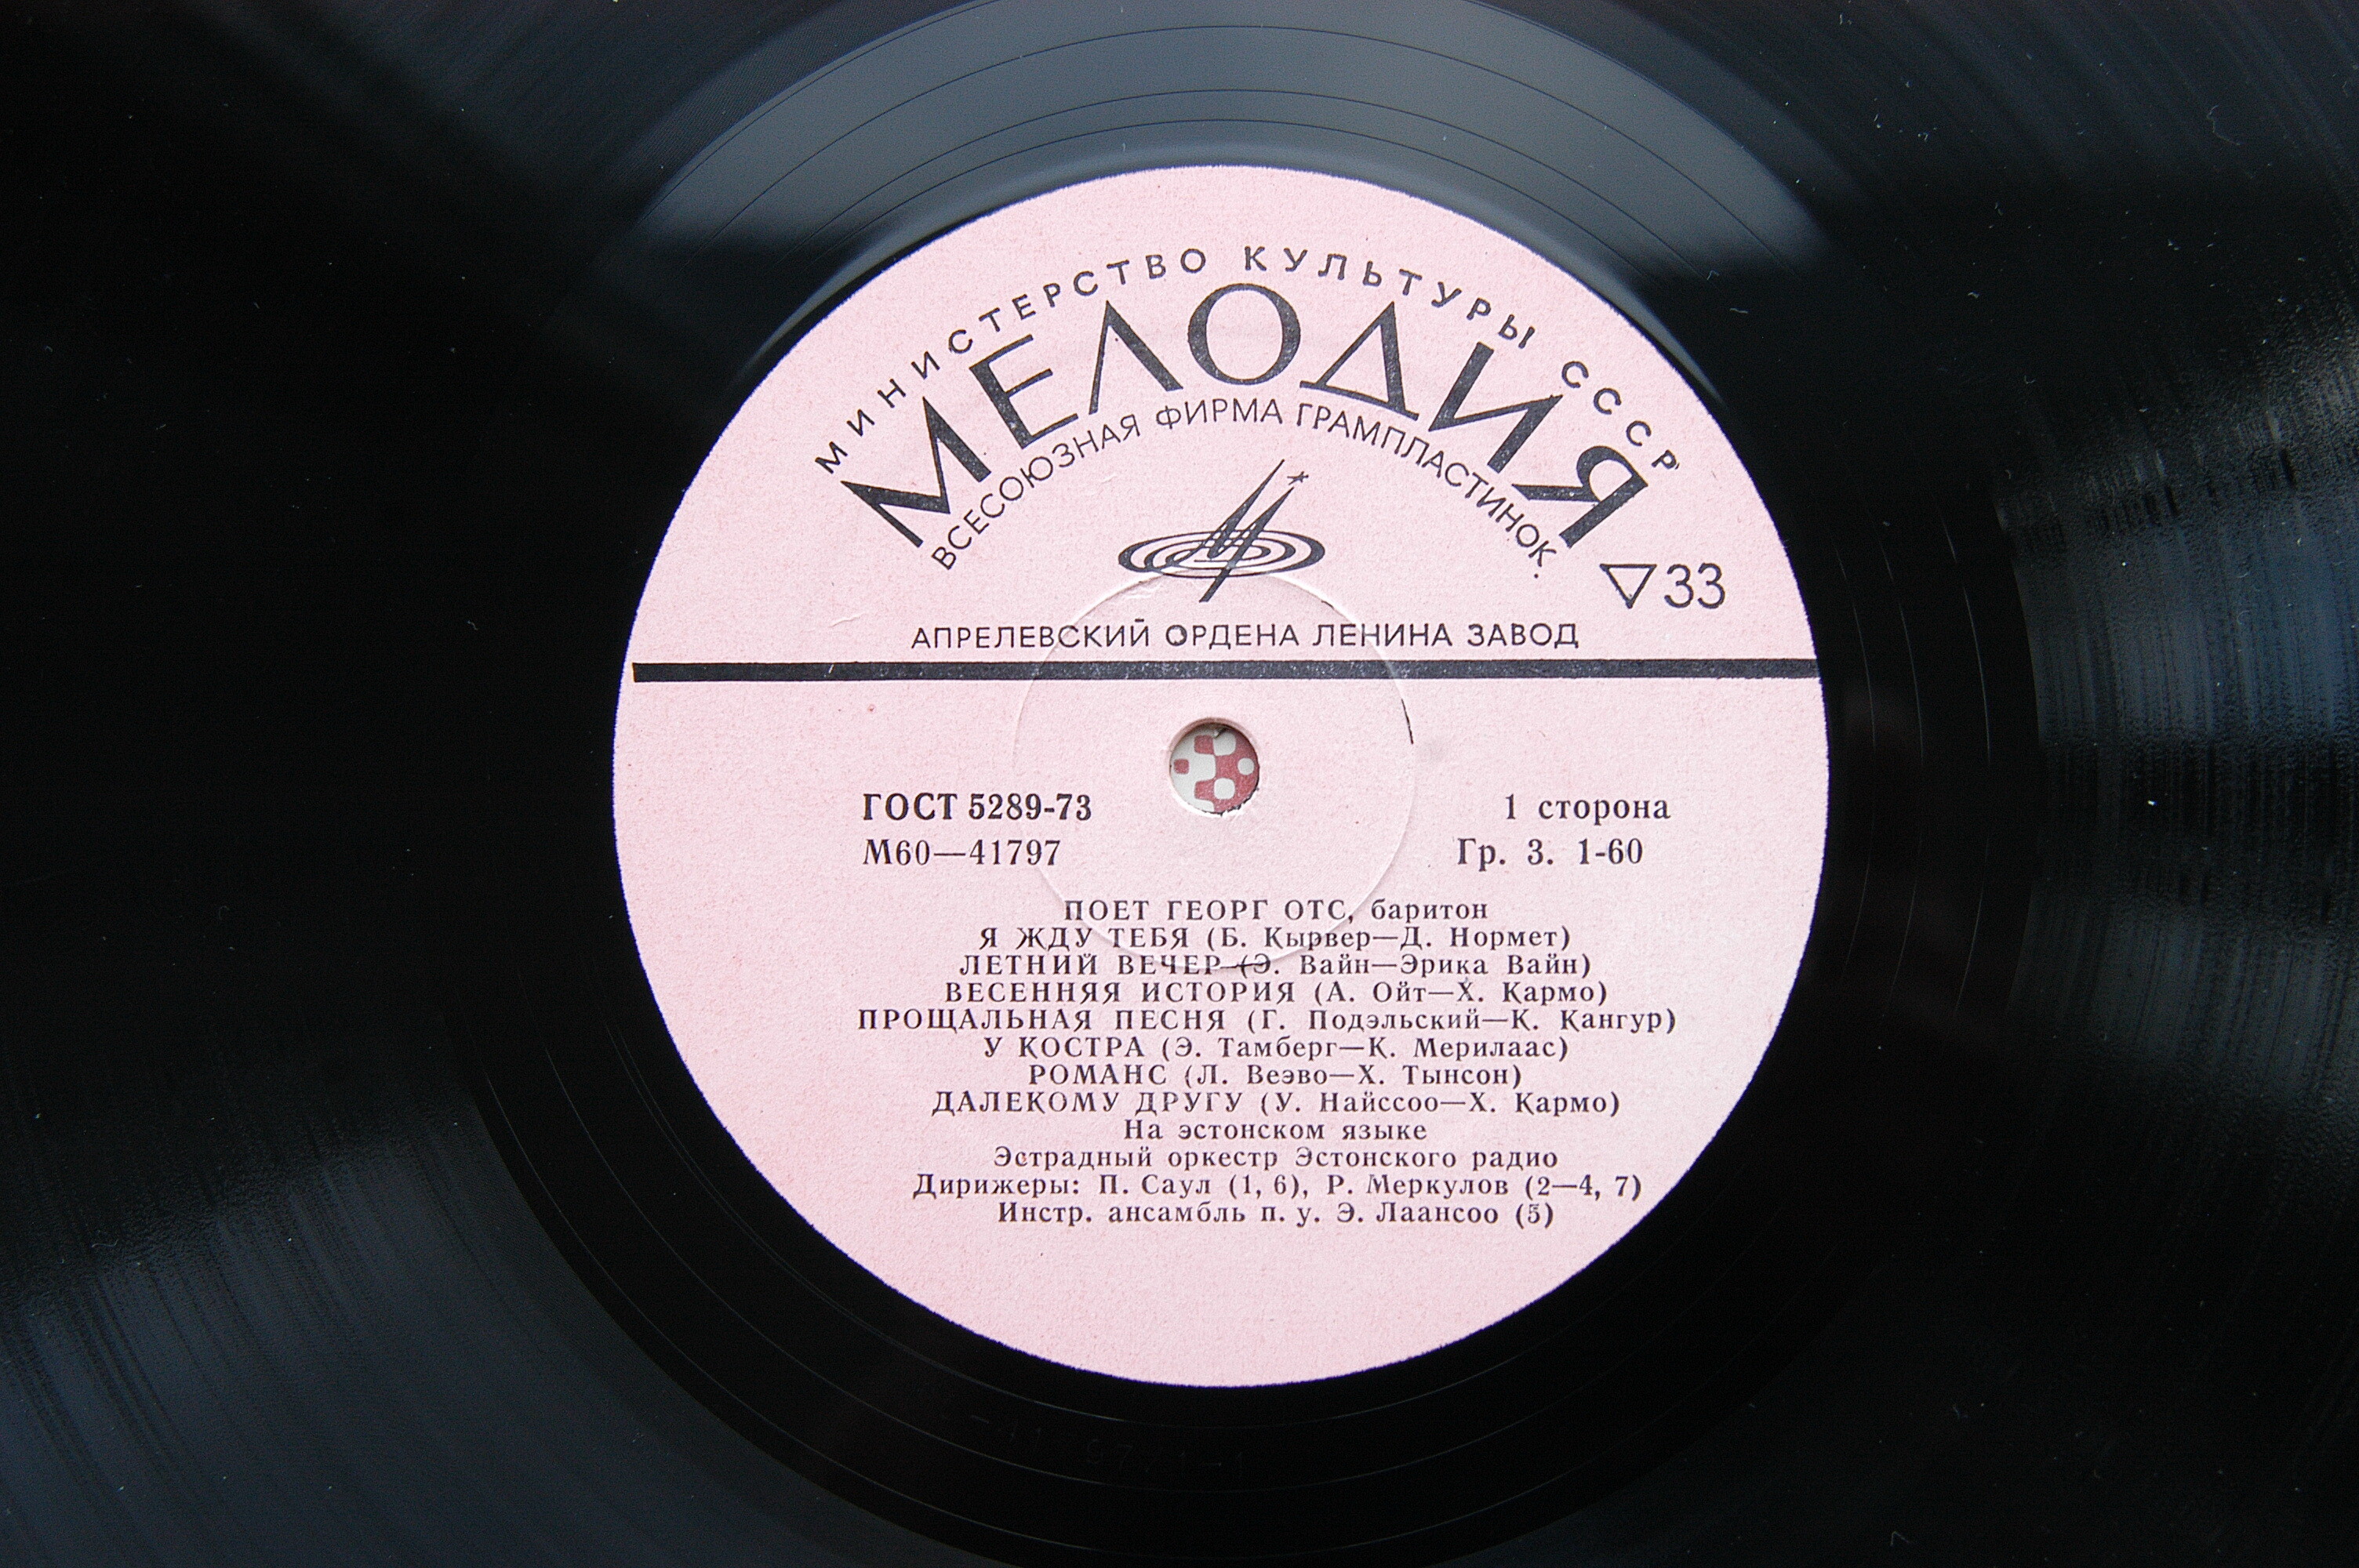 МИНИСТЕРСТВО КУЛЬТУРЫ СССР
МЕЛОДИЯ
ВСЕСОЮЗНАЯ ФИРМА ГРАМПЛАСТИНОК.
33
АПРЕЛЕВСКИЙ ОРДЕНА ЛЕНИНА ЗАВОД
ГОСТ 5289-73
1 сторона
М60—41797
Гр. 3. 1-60
ПОЕТ ГЕОРГ ОТС, баритон
Я ЖДУ ТЕБЯ (Б. Кырвер—Д. Нормет)
ЛЕТНИЙ ВЕЧЕР (Э. Вайн—Эрика Вайн)
ВЕСЕННЯЯ ИСТОРИЯ (А. Ойт—Х. Кармо)
ПРОЩАЛЬНАЯ ПЕСНЯ (Г. Подэльский—К. Кангур)
У КОСТРА (Э. Тамберг—К. Мерилаас)
РОМАНС (Л. Веэво—Х. Тынсон)
ДАЛЕКОМУ ДРУГУ (У. Найссоо—Х. Кармо)
На эстонском языке
Эстрадный оркестр Эстонского радио
Дирижеры: П. Саул (1, 6), Р. Меркулов (2—4, 7)
Инстр. ансамбль п. у. Э. Лаансоо (5)